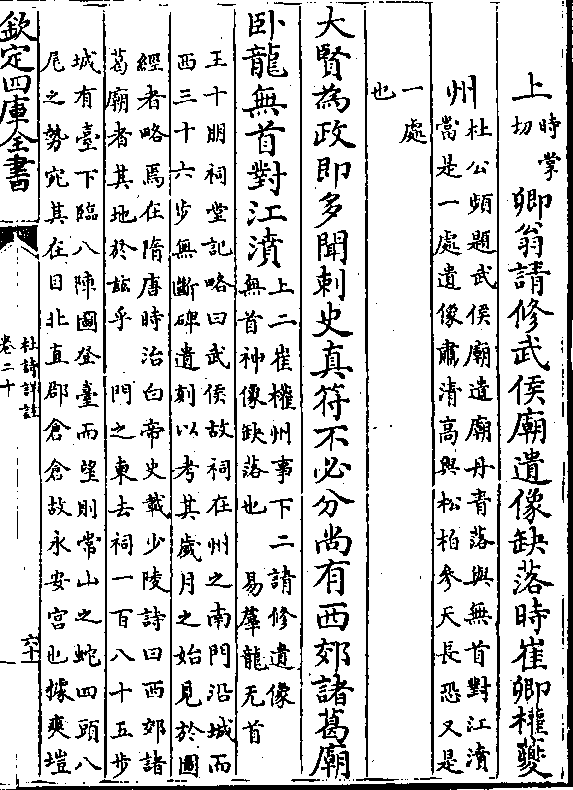 上
時掌
切
卿翁請修武侯廟遺像缺落時崔卿權夔
州
杜公頻題武侯廟遺廟丹青落與無首對江濆
當是一處遺像肅清高與松柏參天長恐又是
一處
也
大賢為政即多聞刺史真符不必分尚有西郊諸葛廟
卧龍無首對江濆
上二崔權州事下二請修遺像
無首神像缺落也 易羣龍无首
王十朋祠堂記略曰武侯故祠在州之南門沿城而
西三十六步無斷碑遺刻以考其歲月之始見於圖
經者略焉在隋唐時治白帝史載少陵詩曰西郊諸
葛廟者其地於兹乎 門之東去祠一百八十五步
城有臺下臨八陣圖登臺而望則常山之蛇四頭八
尾之勢宛其在目北直郡倉倉故永安宮也據爽塏
欽定四庫全書
杜詩詳註
卷二十
六十